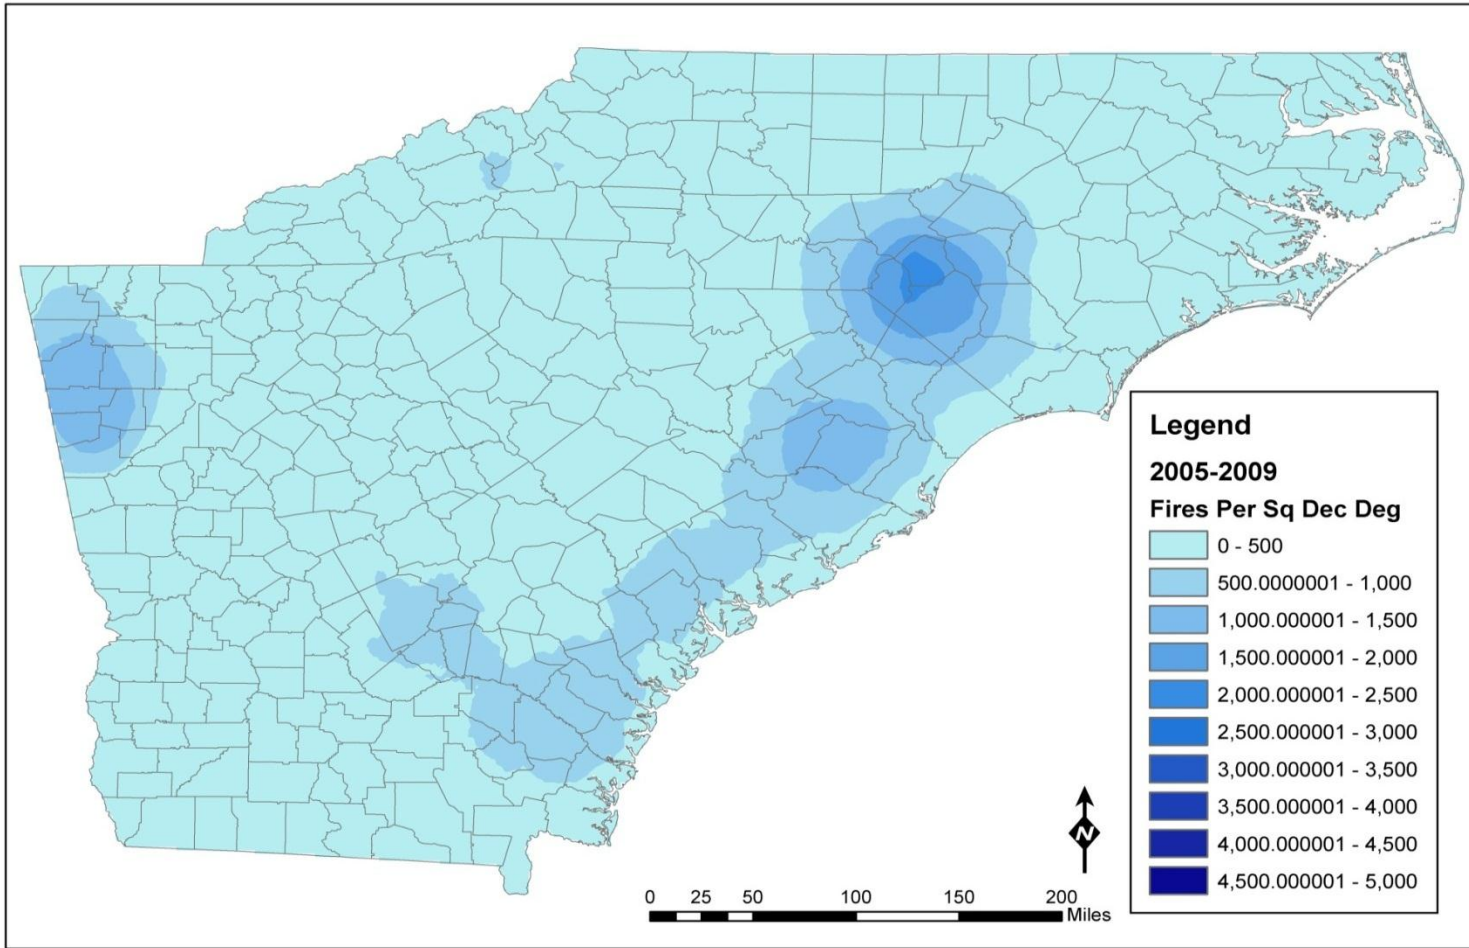 Legend
2005-2009
Fires Per Sq Dec Deg
0 - 500
500.0000001 - 1,000
1,000.000001 - 1,500
1,500.000001 - 2,000
2,000.000001 - 2,500
2,500.000001 - 3,000
3,000.000001 - 3,500
3,500.000001 - 4,000
4,000.000001 - 4,500
4,500.000001 - 5,000
N
0 25 50 100 150 200
Miles